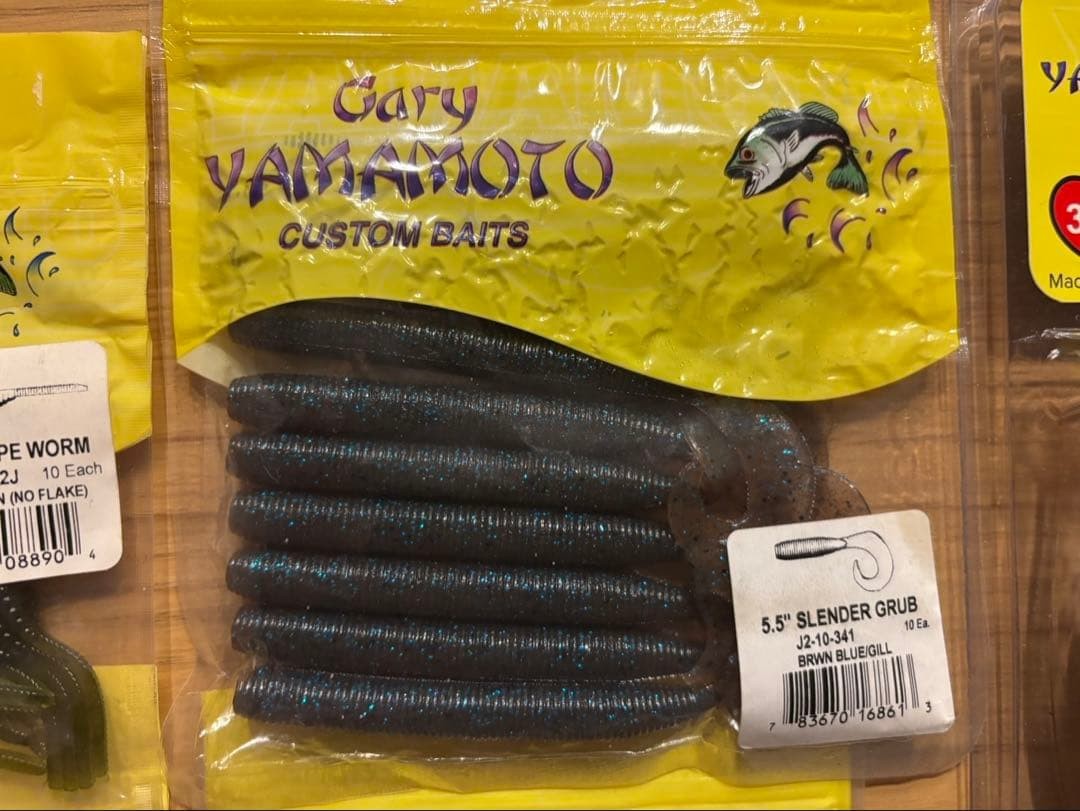 Gary
YAMAMOTO
CUSTOM BAITS
5.5" SLENDER GRUB
J2-10-341 10 Ea.
BRWN BLUE/GILL
7 83670 16861 3
PE WORM
2J 10 Each
N (NO FLAKE)
08890 4
YA
3
Mad